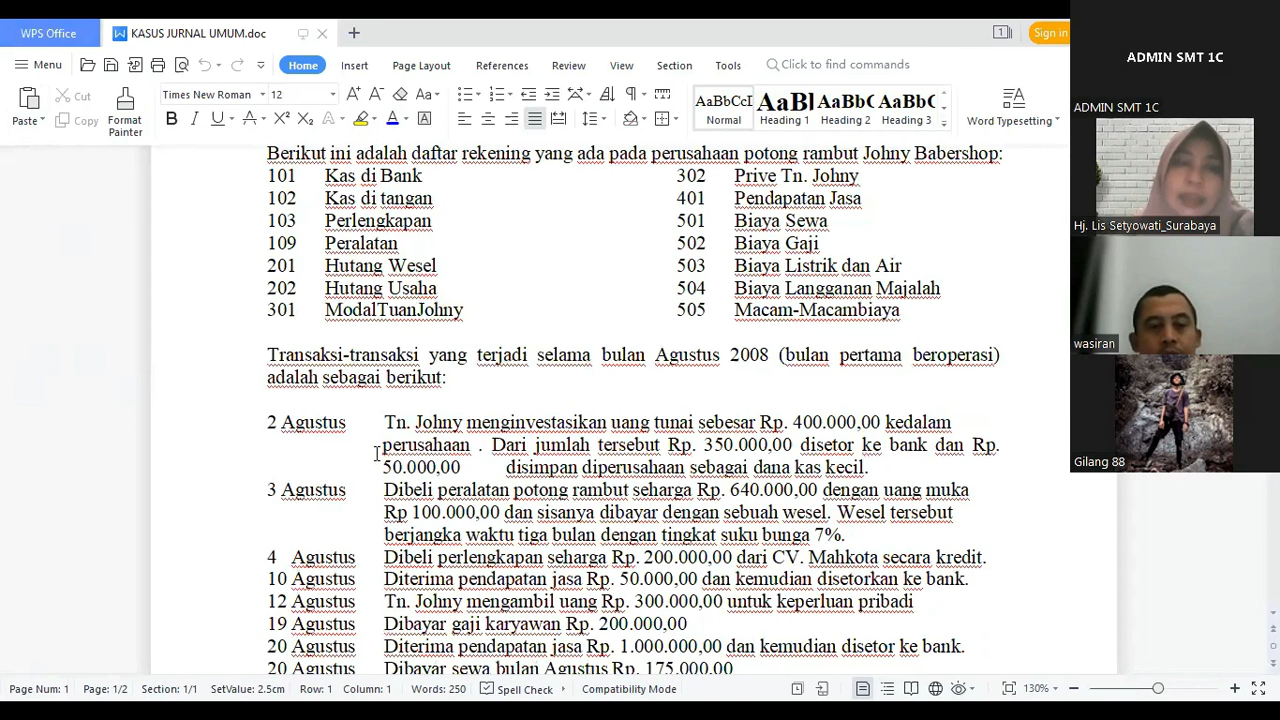 WPS Office
KASUS JURNAL UMUM.doc
Sign in
Menu
Home
Insert
Page Layout
References
Review
View
Section
Tools
Click to find commands
Paste
Cut
Copy
Format Painter
Times New Roman
12
AaBbCcD
Normal
AaBl
Heading 1
AaBb(
Heading 2
AaBbC
Heading 3
Word Typesetting
Berikut ini adalah daftar rekening yang ada pada perusahaan potong rambut Johny Babershop:
101 Kas di Bank 302 Prive Tn. Johny
102 Kas di tangan 401 Pendapatan Jasa
103 Perlengkapan 501 Biaya Sewa
109 Peralatan 502 Biaya Gaji
201 Hutang Wesel 503 Biaya Listrik dan Air
202 Hutang Usaha 504 Biaya Langganan Majalah
301 ModalTuanJohny 505 Macam-Macambiaya
Transaksi-transaksi yang terjadi selama bulan Agustus 2008 (bulan pertama beroperasi)
adalah sebagai berikut:
2 Agustus Tn. Johny menginvestasikan uang tunai sebesar Rp. 400.000,00 kedalam
perusahaan . Dari jumlah tersebut Rp. 350.000,00 disetor ke bank dan Rp.
50.000,00 disimpan diperusahaan sebagai dana kas kecil.
3 Agustus Dibeli peralatan potong rambut seharga Rp. 640.000,00 dengan uang muka
Rp 100.000,00 dan sisanya dibayar dengan sebuah wesel. Wesel tersebut
berjangka waktu tiga bulan dengan tingkat suku bunga 7%.
4 Agustus Dibeli perlengkapan seharga Rp. 200.000,00 dari CV. Mahkota secara kredit.
10 Agustus Diterima pendapatan jasa Rp. 50.000,00 dan kemudian disetorkan ke bank.
12 Agustus Tn. Johny mengambil uang Rp. 300.000,00 untuk keperluan pribadi
19 Agustus Dibayar gaji karyawan Rp. 200.000,00
20 Agustus Diterima pendapatan jasa Rp. 1.000.000,00 dan kemudian disetor ke bank.
20 Agustus Dibayar sewa bulan Agustus Rp. 175.000,00
Page Num: 1 Page: 1/2 Section: 1/1 SetValue: 2.5cm Row: 1 Column: 1 Words: 250 Spell Check Compatibility Mode 130%
ADMIN SMT 1C
ADMIN SMT 1C
Hj. Lis Setyowati_Surabaya
wasiran
Gilang 88